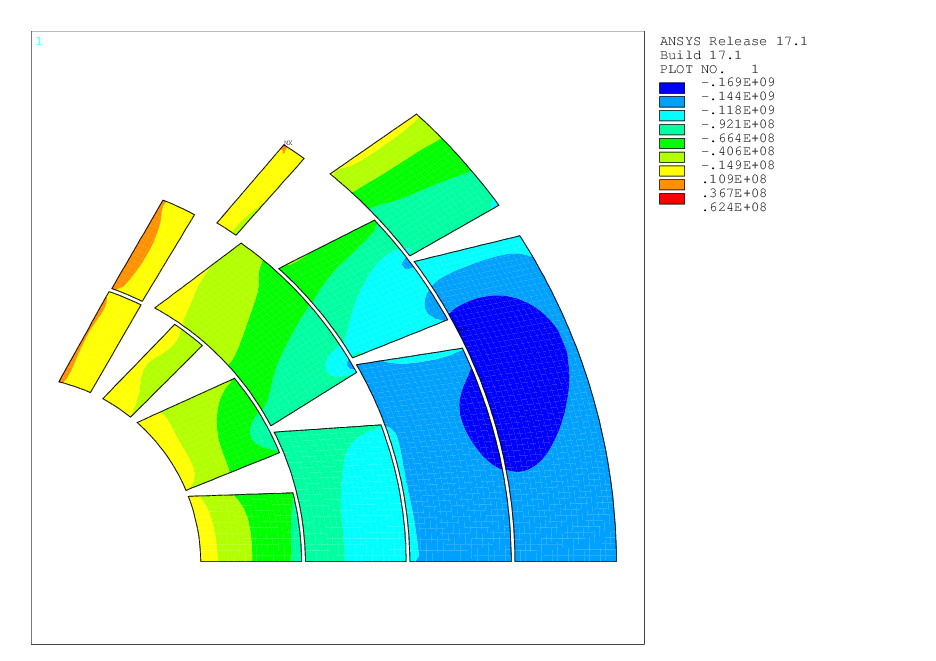 1
ANSYS Release 17.1
Build 17.1
PLOT NO. 1
-.169E+09
-.144E+09
-.118E+09
-.921E+08
-.664E+08
-.406E+08
-.149E+08
.109E+08
.367E+08
.624E+08
MX